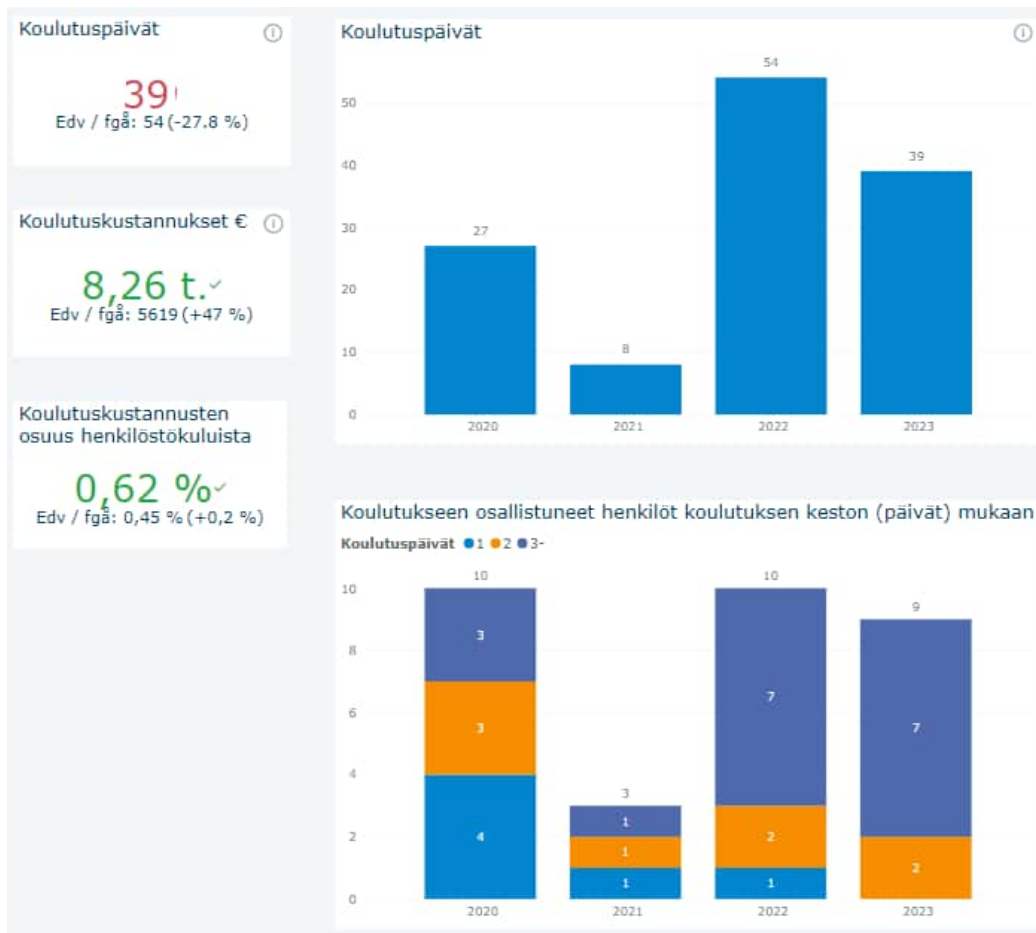 Koulutuspäivät
39!
Edv / fgå: 54 (-27.8 %)
Koulutuskustannukset €
8,26 t.
Edv / fgå: 5619 (+47 %)
Koulutuskustannusten
osuus henkilöstökuluista
0,62 %
Edv / fgå: 0,45 % (+0,2 %)
Koulutuspäivät
54
50
40
39
30
27
20
10
8
0
2020 2021 2022 2023
Koulutukseen osallistuneet henkilöt koulutuksen keston (päivät) mukaan
Koulutuspäivät 1 2 3-
10 10
10
9
8
3
7
6
3 7
4
3
1
4 2
2
1
2
1 1
0
2020 2021 2022 2023